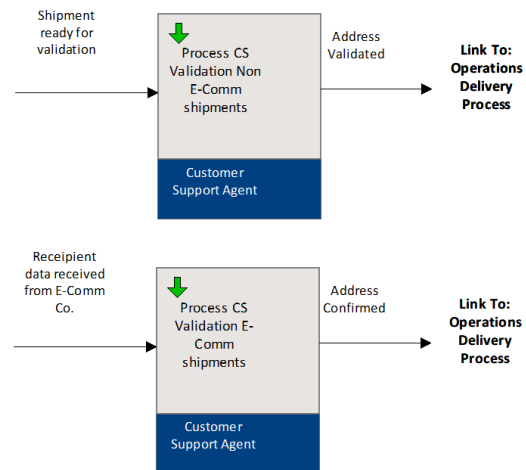 Shipment
ready for
validation
Process CS
Validation Non
E-Comm
shipments
Customer
Support Agent
Address
Validated
Link To:
Operations
Delivery
Process
Receipient
data received
from E-Comm
Co.
Process CS
Validation E-
Comm
shipments
Customer
Support Agent
Address
Confirmed
Link To:
Operations
Delivery
Process